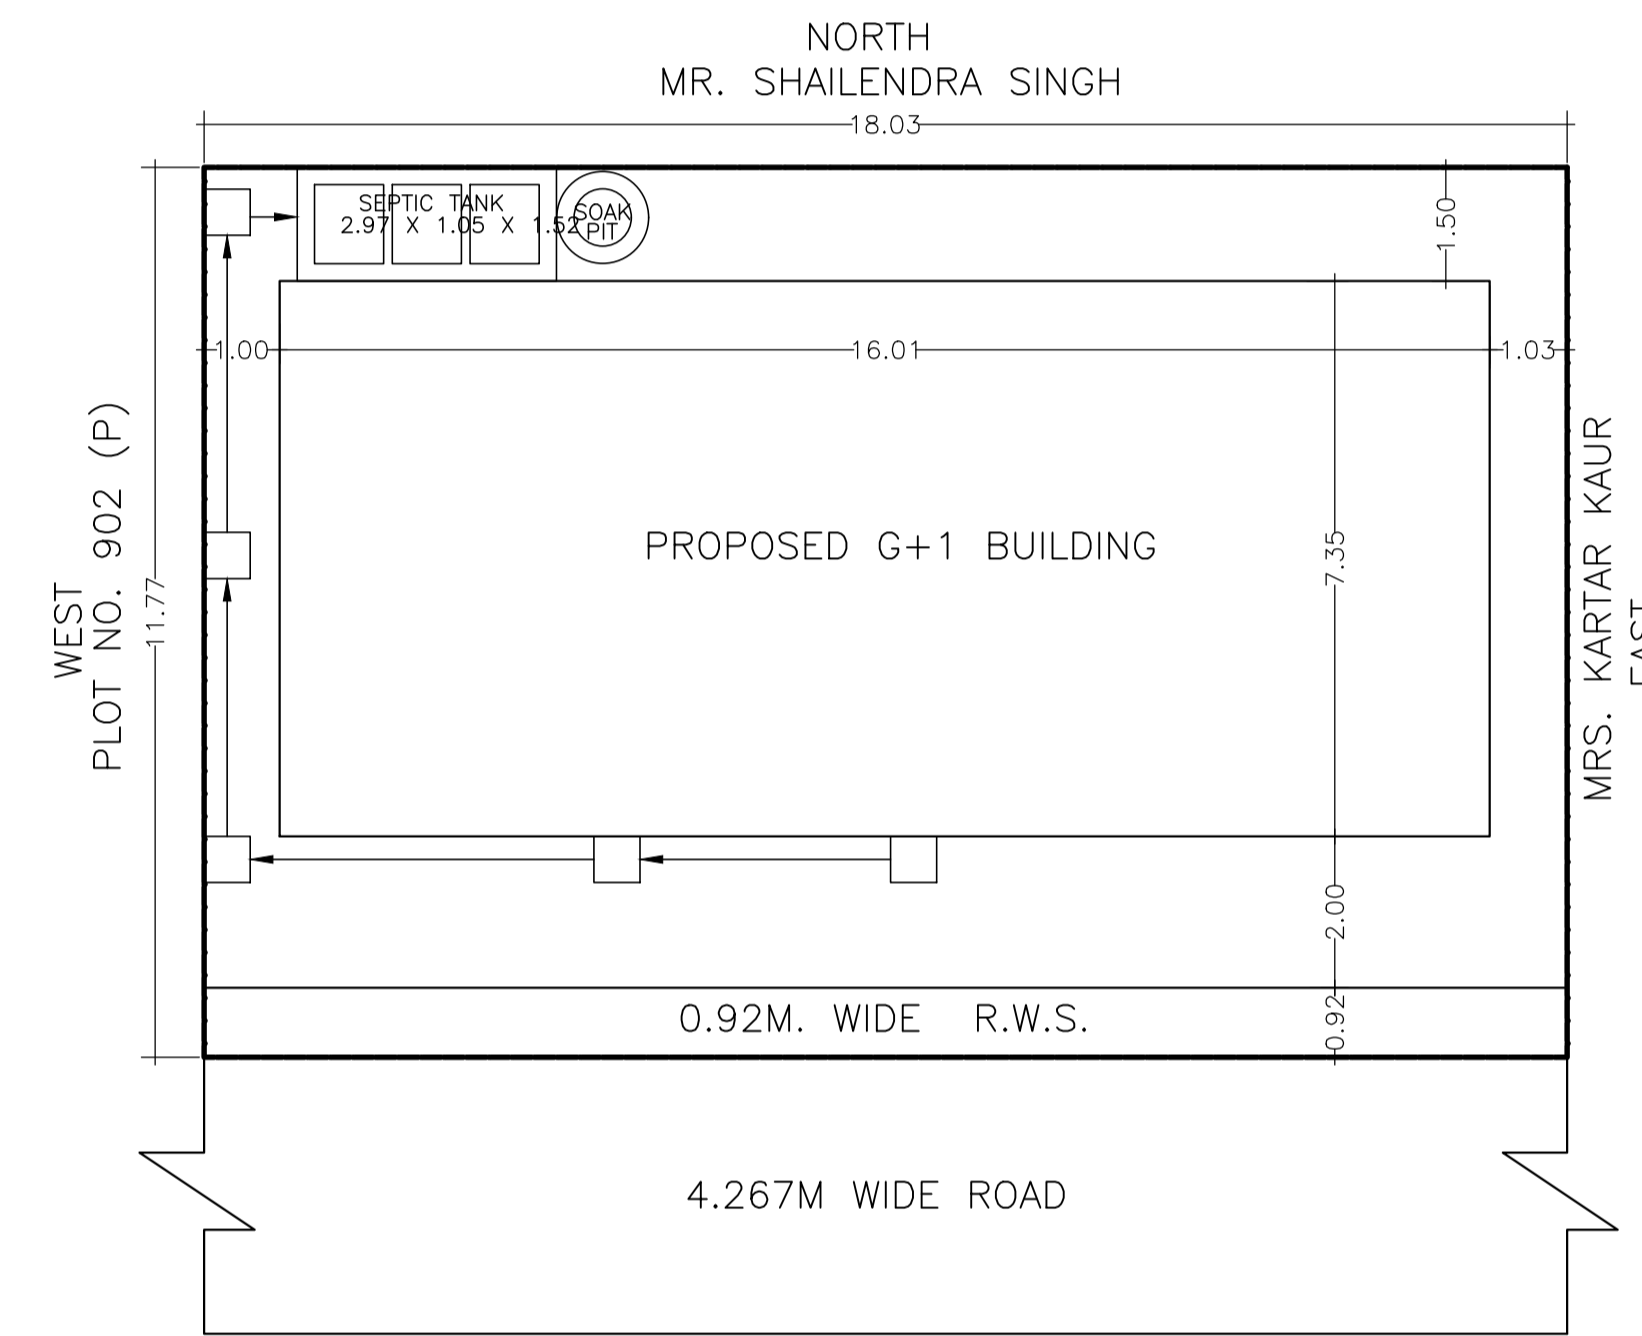 NORTH
MR. SHAILENDRA SINGH
18.03
SEPTIC TANK
2.97 X 1.05 X 1.52
SOAK
PIT
1.50
1.00
16.01
1.03
WEST
PLOT NO. 902 (P)
11.77
PROPOSED G+1 BUILDING
7.35
MRS. KARTAR KAUR
EAST
2.00
0.92M. WIDE R.W.S.
0.92
4.267M WIDE ROAD